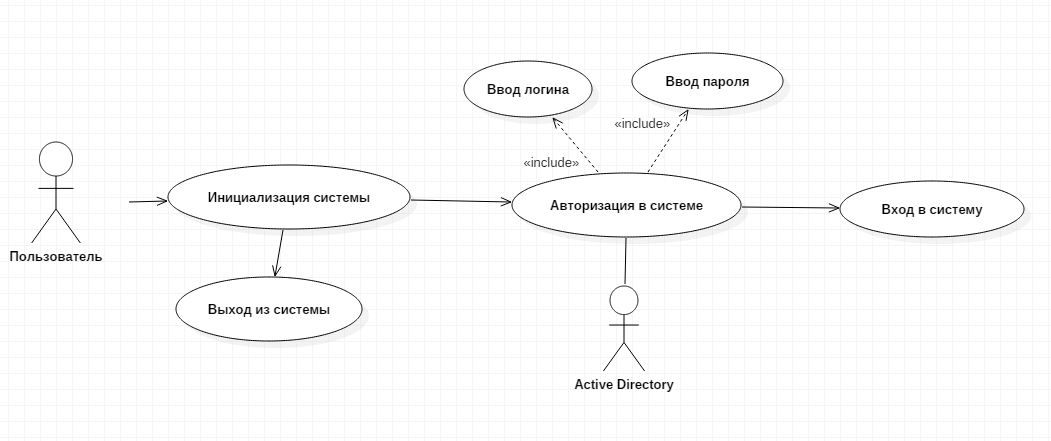 Ввод логина
Ввод пароля
«include»
«include»
Пользователь
Инициализация системы
Авторизация в системе
Вход в систему
Выход из системы
Active Directory